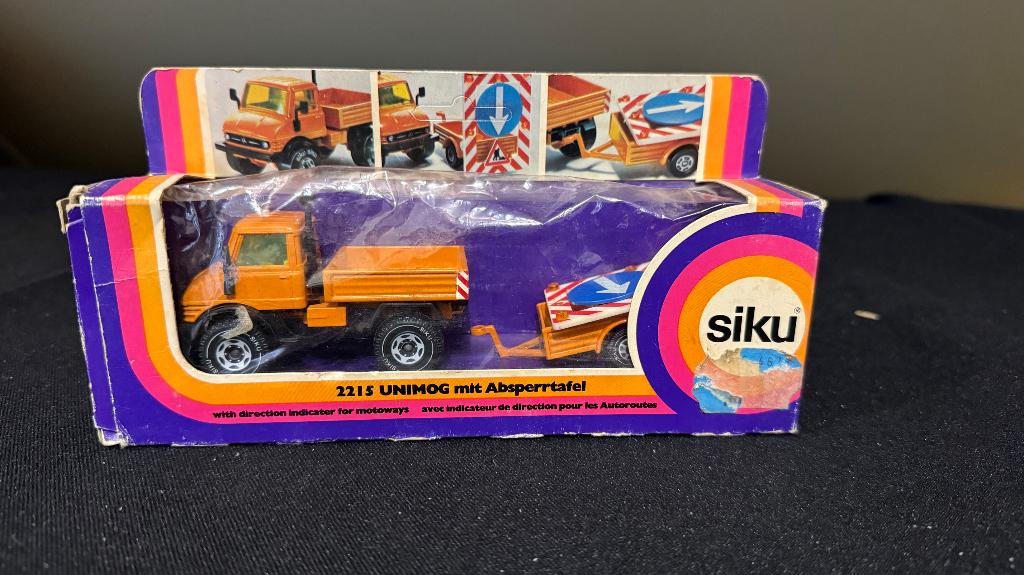 siku®
2215 UNIMOG mit Absperrtafel
with direction indicater for motoways avec indicateur de direction pour les Autoroutes